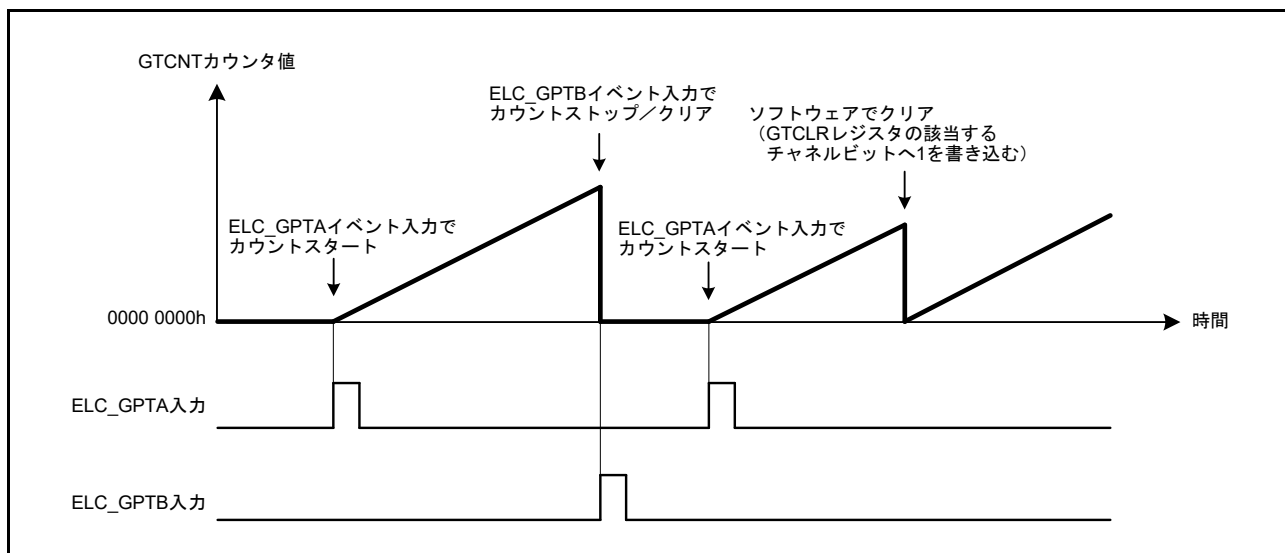 GTCNTカウンタ値
ELC_GPTBイベント入力で
カウントストップ／クリア
ソフトウェアでクリア
（GTCLRレジスタの該当する
チャネルビットへ1を書き込む）
ELC_GPTAイベント入力で
カウントスタート
ELC_GPTAイベント入力で
カウントスタート
0000 0000h
時間
ELC_GPTA入力
ELC_GPTB入力